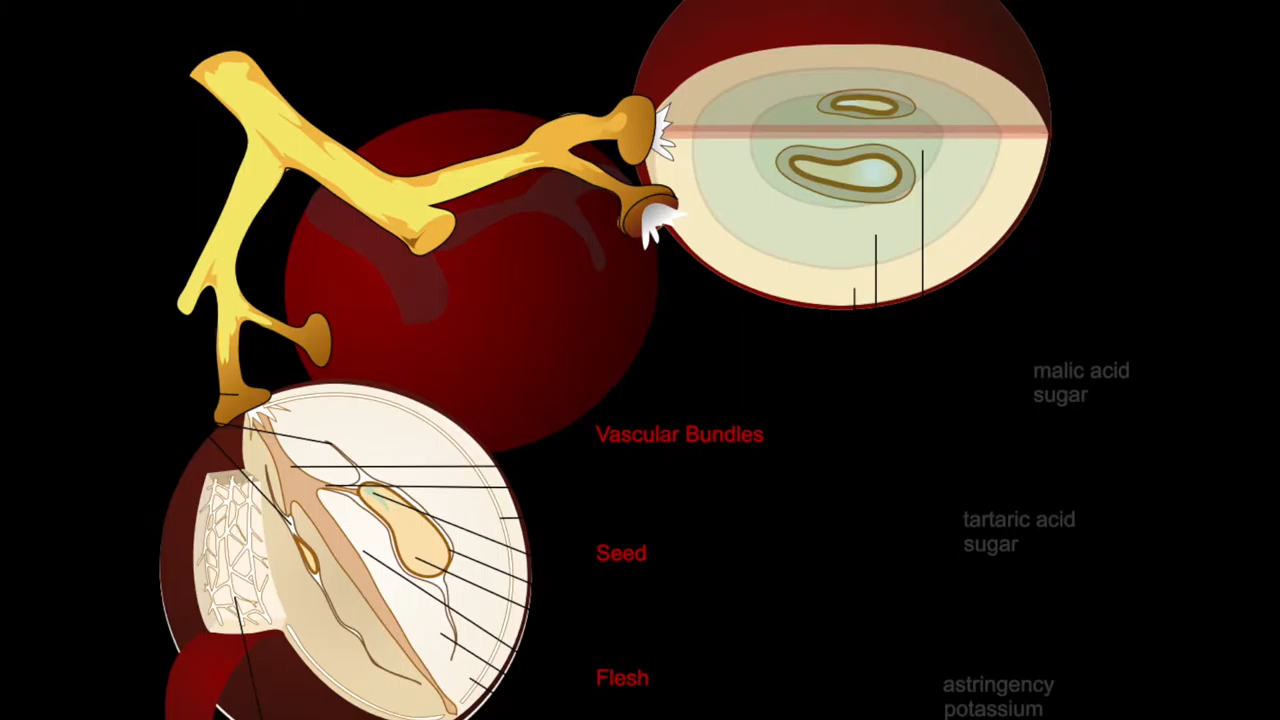 malic acid
sugar
Vascular Bundles
tartaric acid
sugar
Seed
Flesh
astringency
potassium